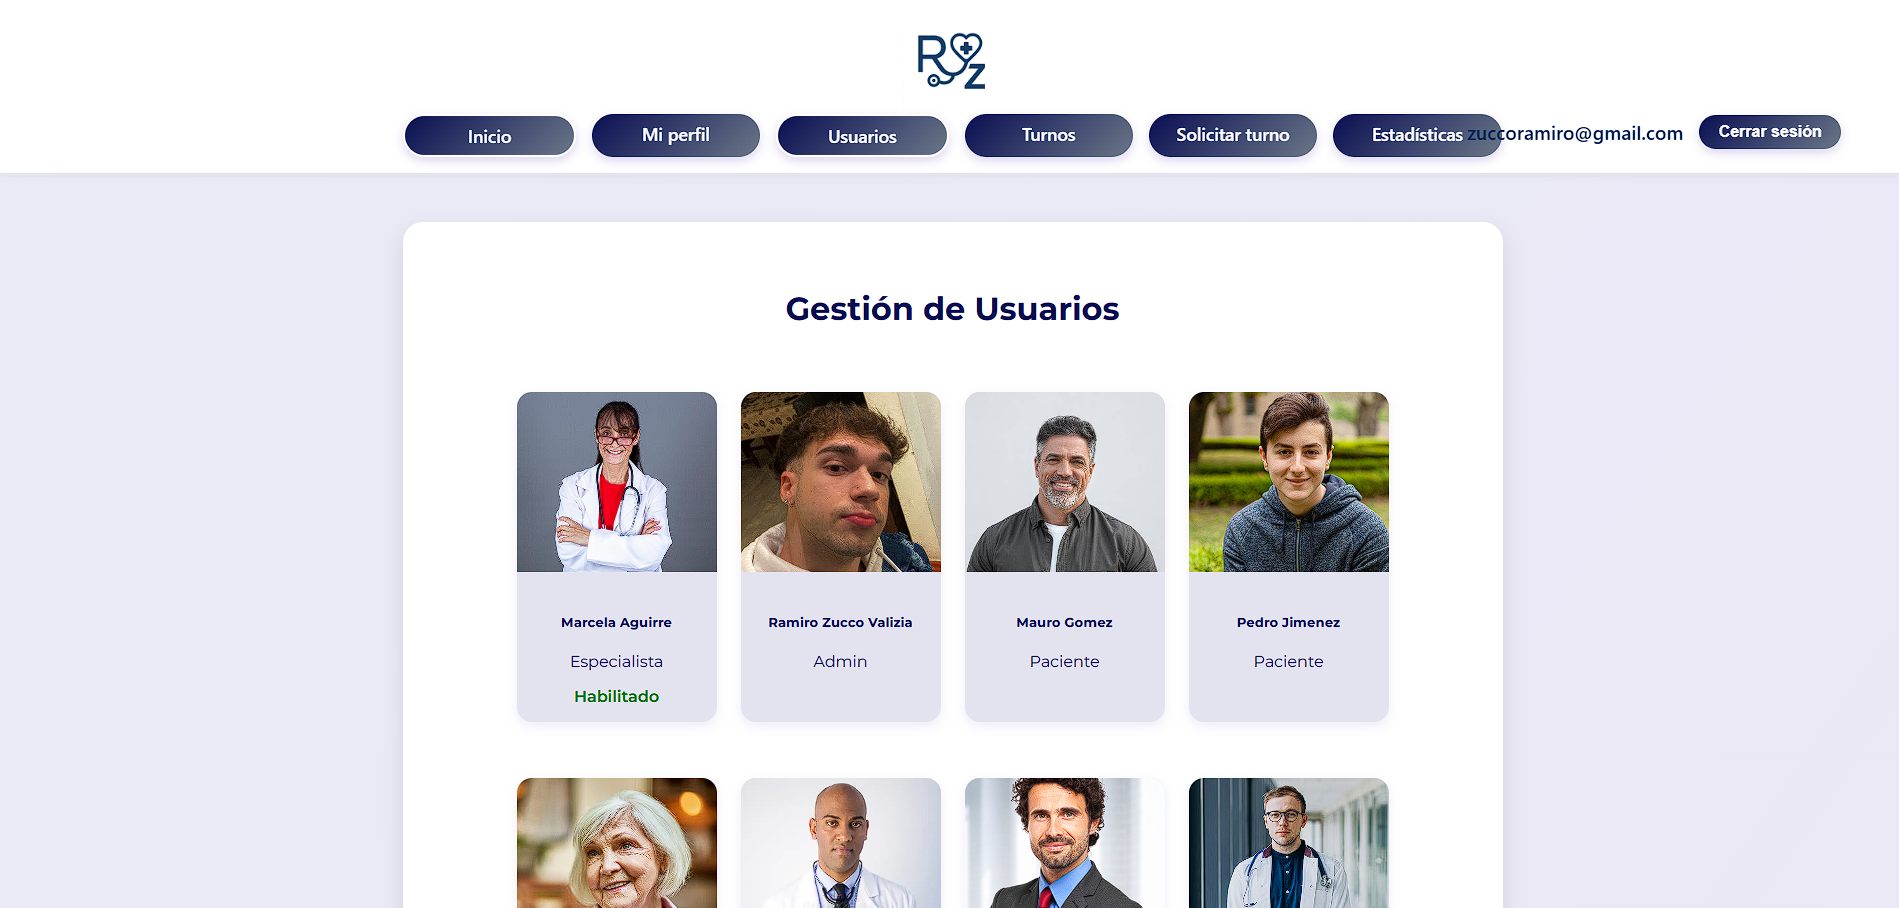 RZ
Inicio
Mi perfil
Usuarios
Turnos
Solicitar turno
Estadísticas
zuccoramiro@gmail.com
Cerrar sesión
Gestión de Usuarios
Marcela Aguirre
Especialista
Habilitado
Ramiro Zucco Valizia
Admin
Mauro Gomez
Paciente
Pedro Jimenez
Paciente